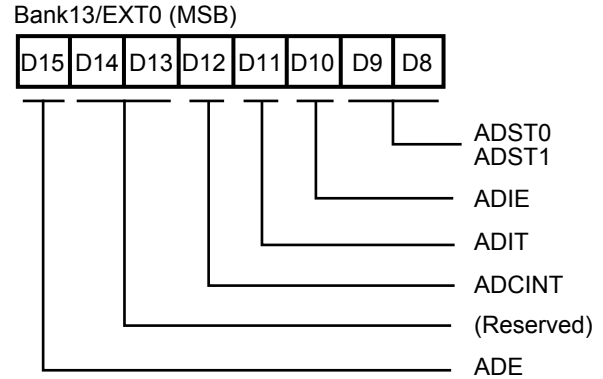 Bank13/EXT0 (MSB)
D15 D14 D13 D12 D11 D10 D9 D8
ADST0
ADST1
ADIE
ADIT
ADCINT
(Reserved)
ADE